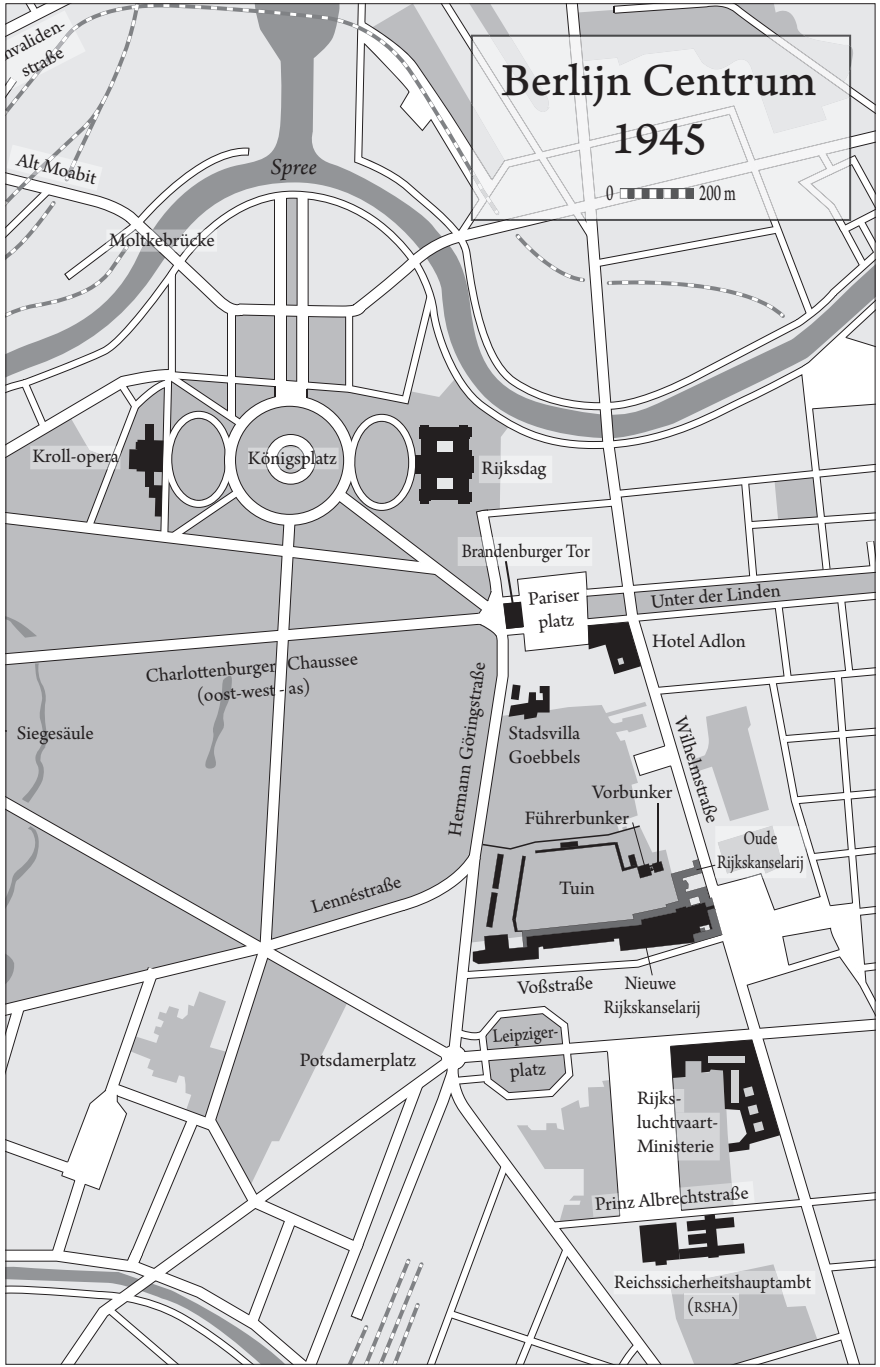 Berlijn Centrum
1945
0 200 m
nvaliden-
straße
Alt Moabit
Spree
Moltkebrücke
Kroll-opera
Königsplatz
Rijksdag
Brandenburger Tor
Pariser
platz
Unter der Linden
Hotel Adlon
Charlottenburger Chaussee
(oost-west - as)
Siegesäule
Hermann Göringstraße
Stadsvilla
Goebbels
Wilhelmstraße
Vorbunker
Führerbunker
Oude
Rijkskanselarij
Tuin
Lennéstraße
Voßstraße
Nieuwe
Rijkskanselarij
Leipziger-
platz
Potsdamerplatz
Rijks-
luchtvaart-
Ministerie
Prinz Albrechtstraße
Reichssicherheitshauptambt
(RSHA)